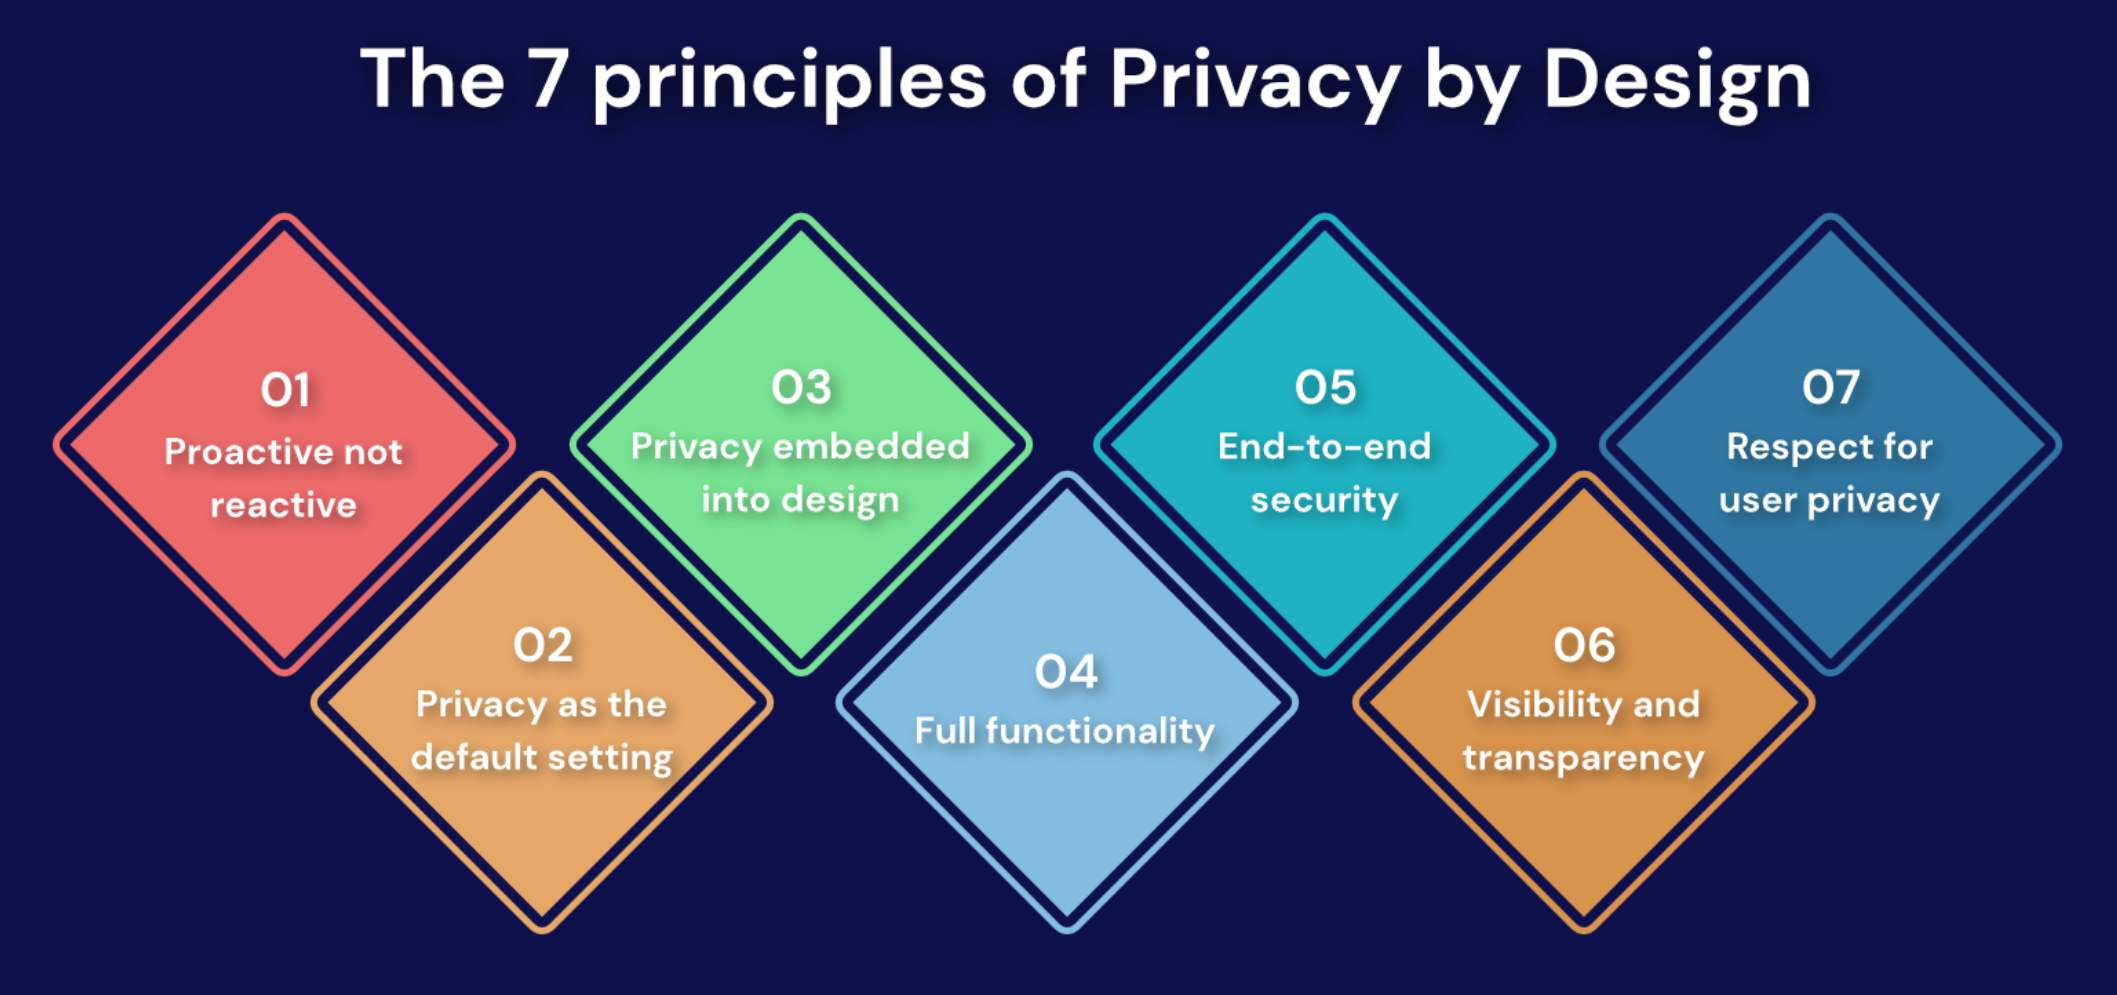 The 7 principles of Privacy by Design
01
Proactive not
reactive
02
Privacy as the
default setting
03
Privacy embedded
into design
04
Full functionality
05
End-to-end
security
06
Visibility and
transparency
07
Respect for
user privacy